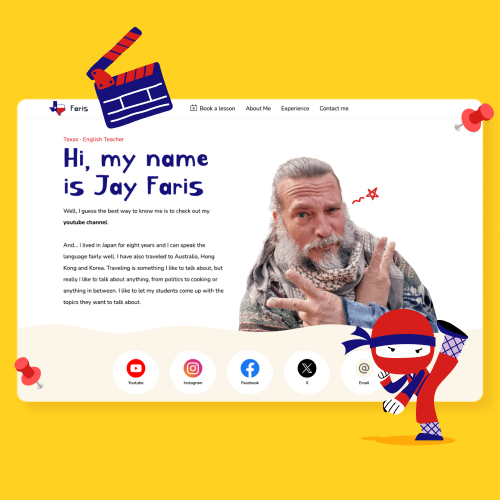 Faris
Book a lesson
About Me
Experience
Contact me
Texas - English Teacher
Hi, my name
is Jay Faris
Well, I guess the best way to know me is to check out my
youtube channel.
And... I lived in Japan for eight years and I can speak the
language fairly well. I have also traveled to Australia, Hong
Kong and Korea. Traveling is something I like to talk about, but
really I like to talk about anything, from politics to cooking or
anything in between. I like to let my students come up with the
topics they want to talk about.
Youtube
Instagram
Facebook
X
Email